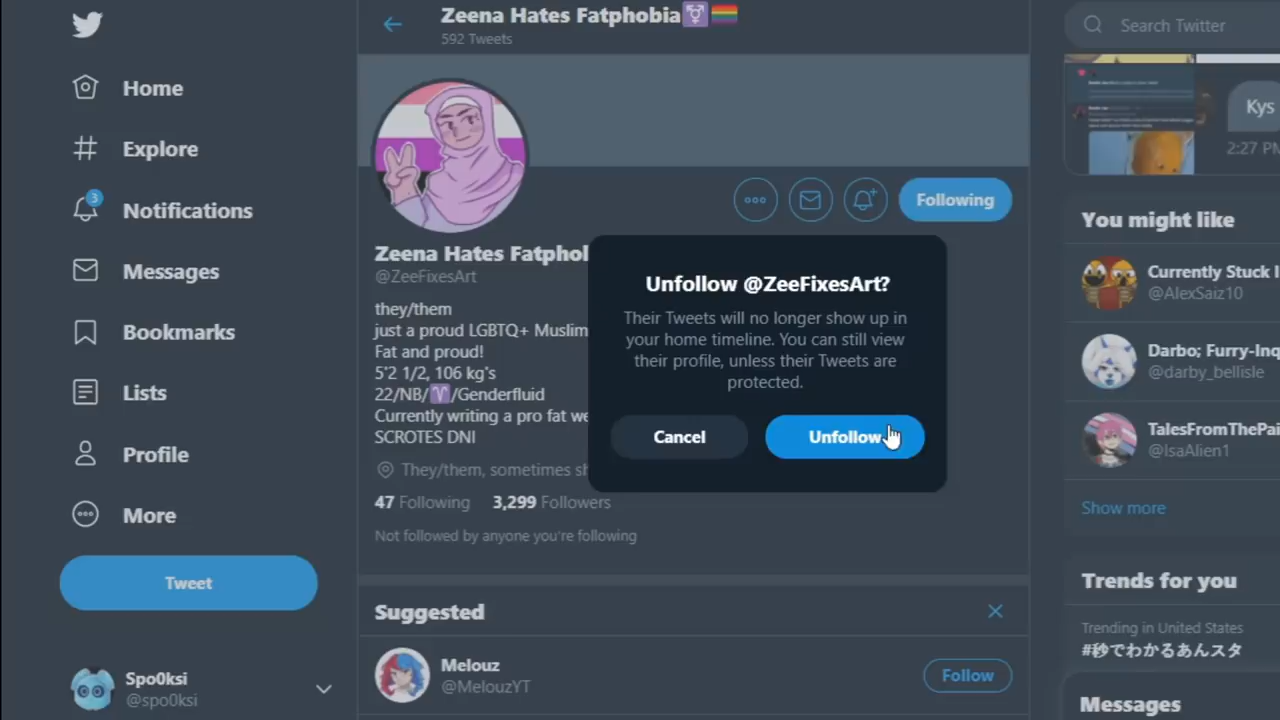 Home
Explore
3
Notifications
Messages
Bookmarks
Lists
Profile
More
Tweet
Spo0ksi
@spo0ksi
Zeena Hates Fatphobia
592 Tweets
Following
Zeena Hates Fatphol
@ZeeFixesArt
they/them
just a proud LGBTQ+ Muslim
Fat and proud!
5'2 1/2, 106 kg's
22/NB/♈/Genderfluid
Currently writing a pro fat we
SCROTES DNI
They/them, sometimes sh
47 Following 3,299 Followers
Not followed by anyone you're following
Unfollow @ZeeFixesArt?
Their Tweets will no longer show up in
your home timeline. You can still view
their profile, unless their Tweets are
protected.
Cancel
Unfollow
Suggested
Melouz
@MelouzYT
Follow
Search Twitter
Kys
2:27 PM
You might like
Currently Stuck I
@AlexSaiz10
Darbo; Furry-Inq
@darby_bellisle
TalesFromThePai
@IsaAlien1
Show more
Trends for you
Trending in United States
#秒でわかるあんスタ
Messages